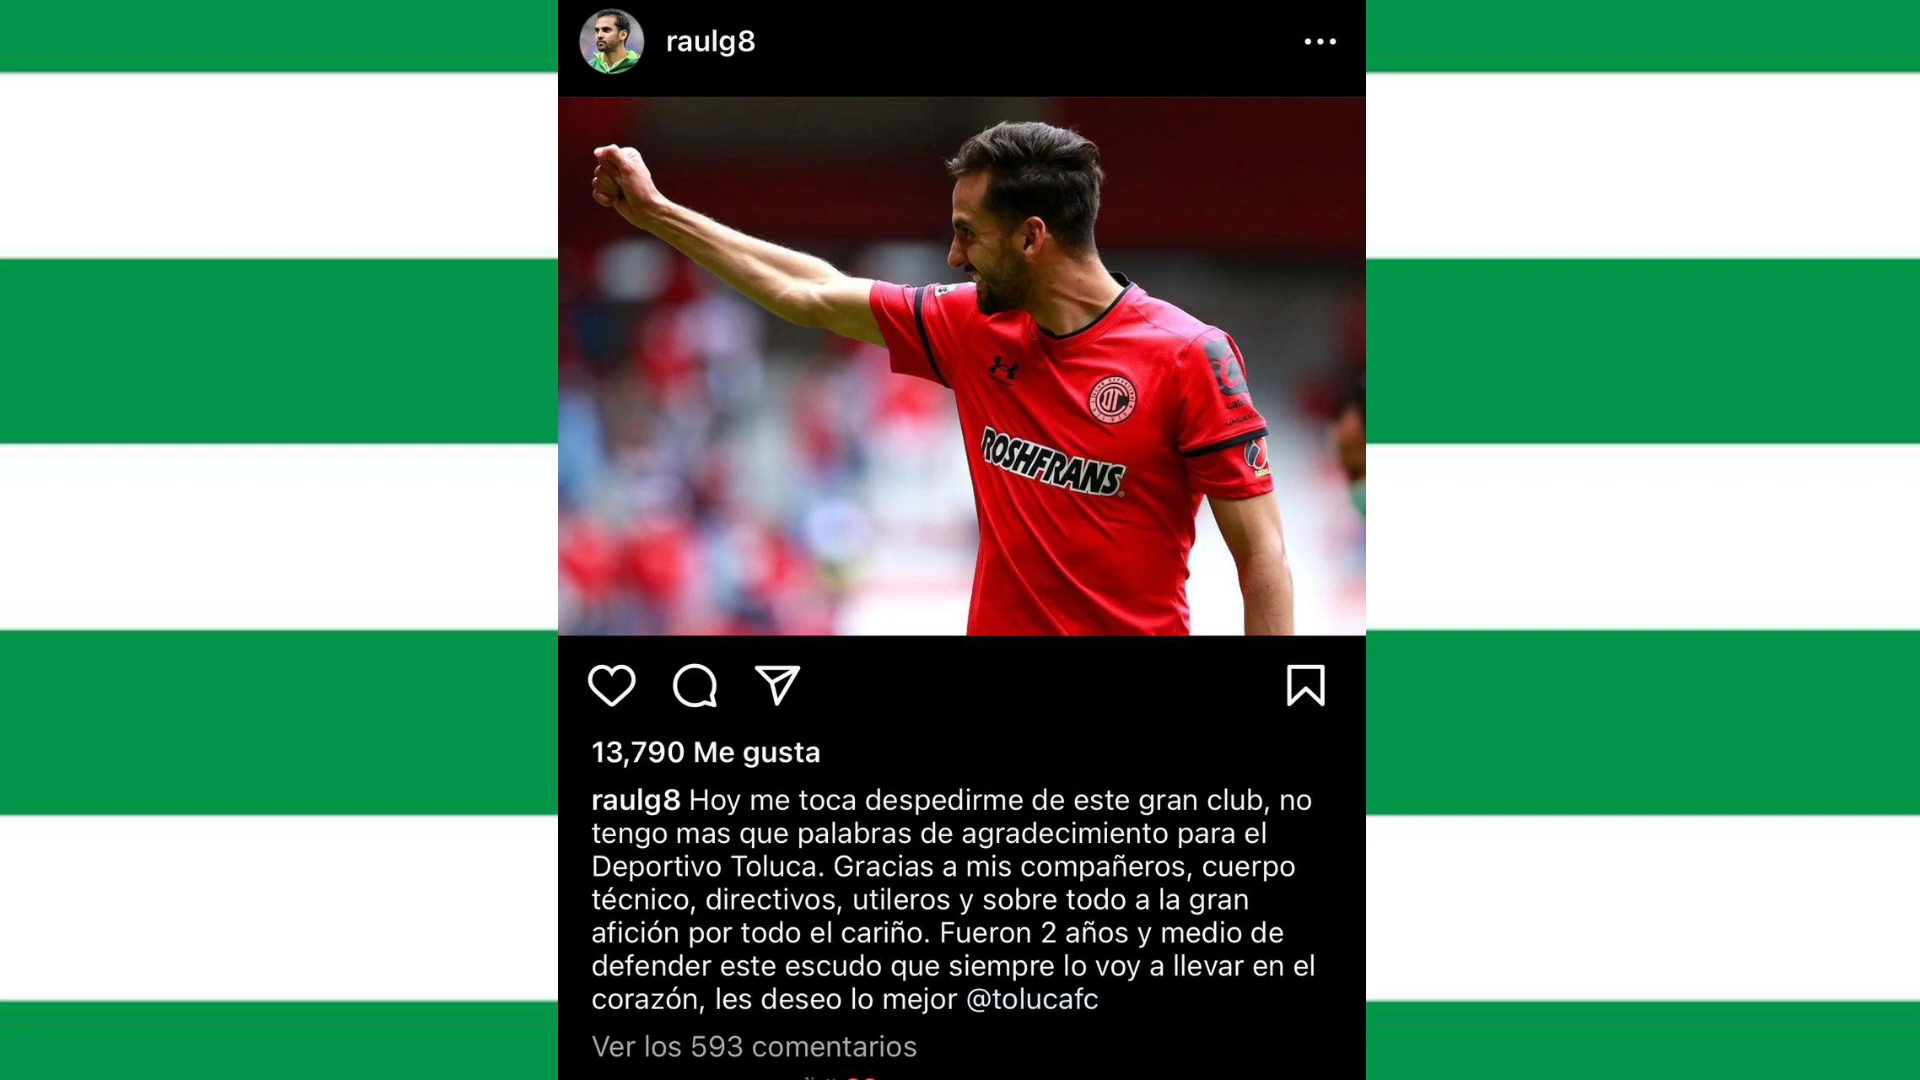 raulg8
ROSHFRANS
13,790 Me gusta
raulg8 Hoy me toca despedirme de este gran club, no
tengo mas que palabras de agradecimiento para el
Deportivo Toluca. Gracias a mis compañeros, cuerpo
técnico, directivos, utileros y sobre todo a la gran
afición por todo el cariño. Fueron 2 años y medio de
defender este escudo que siempre lo voy a llevar en el
corazón, les deseo lo mejor @tolucafc
Ver los 593 comentarios